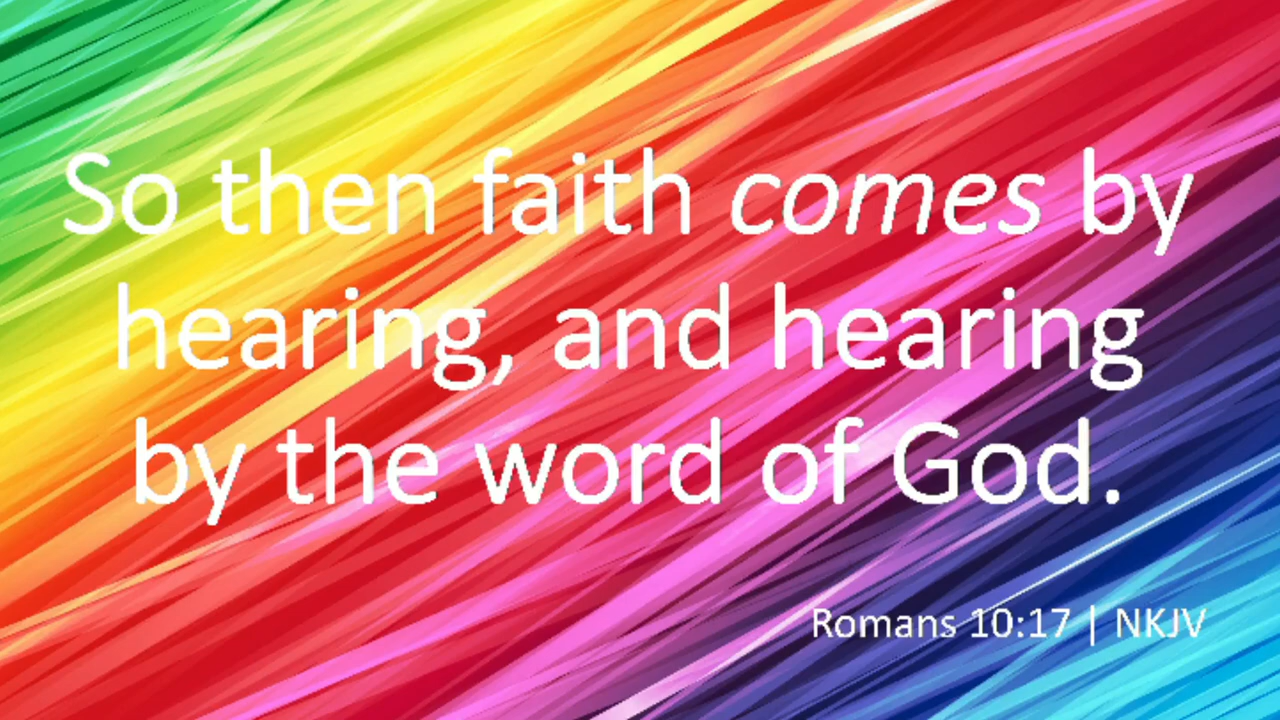 So then faith comes by
hearing, and hearing
by the word of God.
Romans 10:17 | NKJV